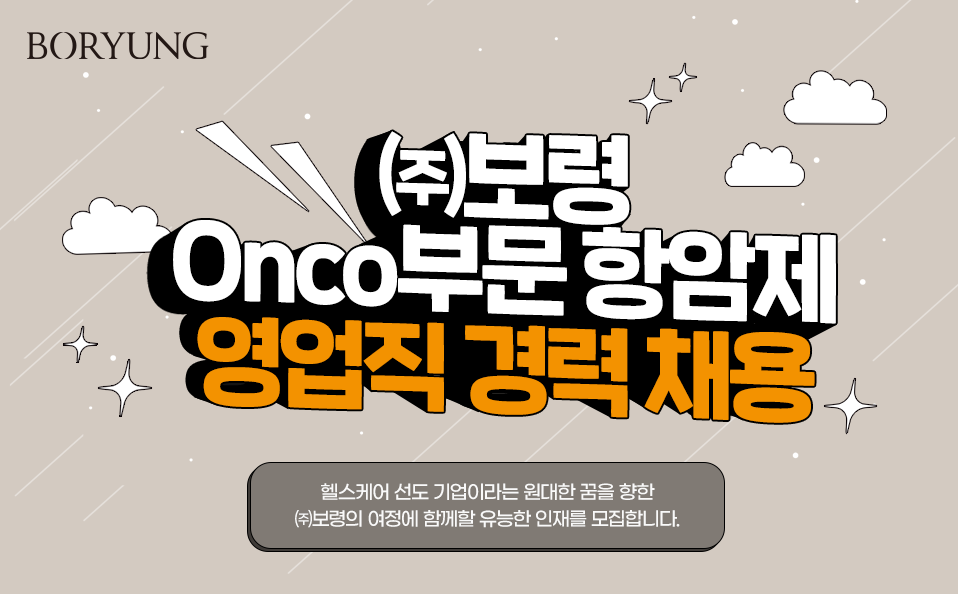 BORYUNG
㈜보령
Onco부문 항암제
영업직 경력 채용
헬스케어 선도 기업이라는 원대한 꿈을 향한
㈜보령의 여정에 함께할 유능한 인재를 모집합니다.